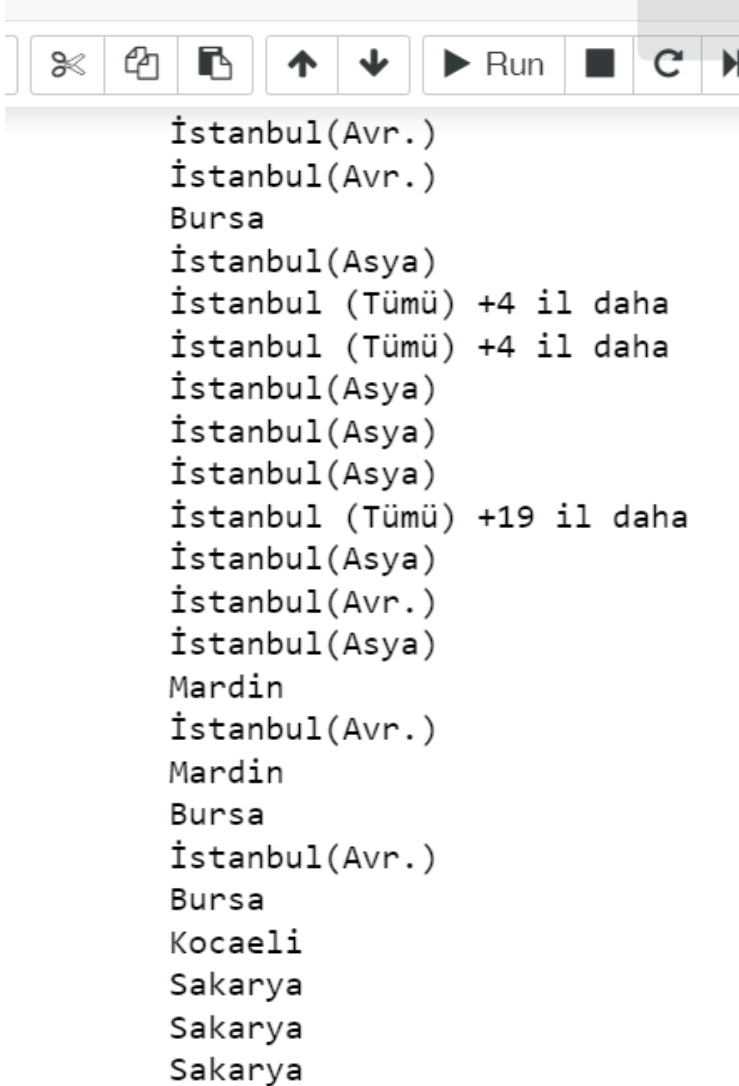 Run
İstanbul(Avr.)
İstanbul(Avr.)
Bursa
İstanbul(Asya)
İstanbul (Tümü) +4 il daha
İstanbul (Tümü) +4 il daha
İstanbul(Asya)
İstanbul(Asya)
İstanbul(Asya)
İstanbul (Tümü) +19 il daha
İstanbul(Asya)
İstanbul(Avr.)
İstanbul(Asya)
Mardin
İstanbul(Avr.)
Mardin
Bursa
İstanbul(Avr.)
Bursa
Kocaeli
Sakarya
Sakarya
Sakarya